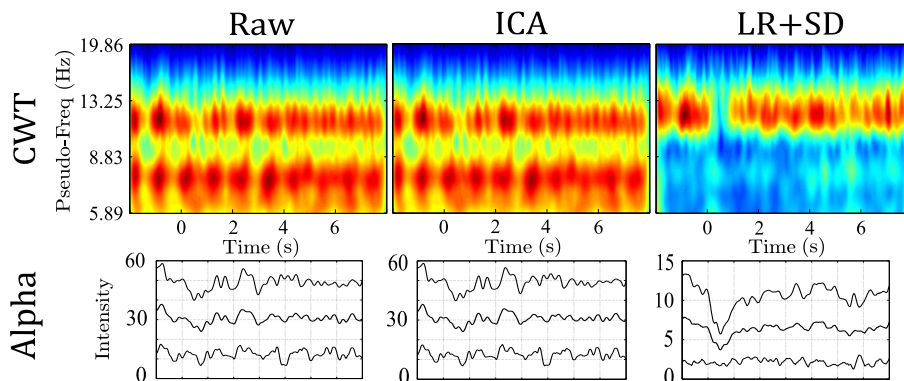 Raw ICA LR+SD
CWT
Pseudo-Freq (Hz)
19.86
13.25
8.83
5.89
0 2 4 6 0 2 4 6 0 2 4 6
Time (s) Time (s) Time (s)
Alpha
Intensity
60 60 15
30 30 10
5
0 0 0